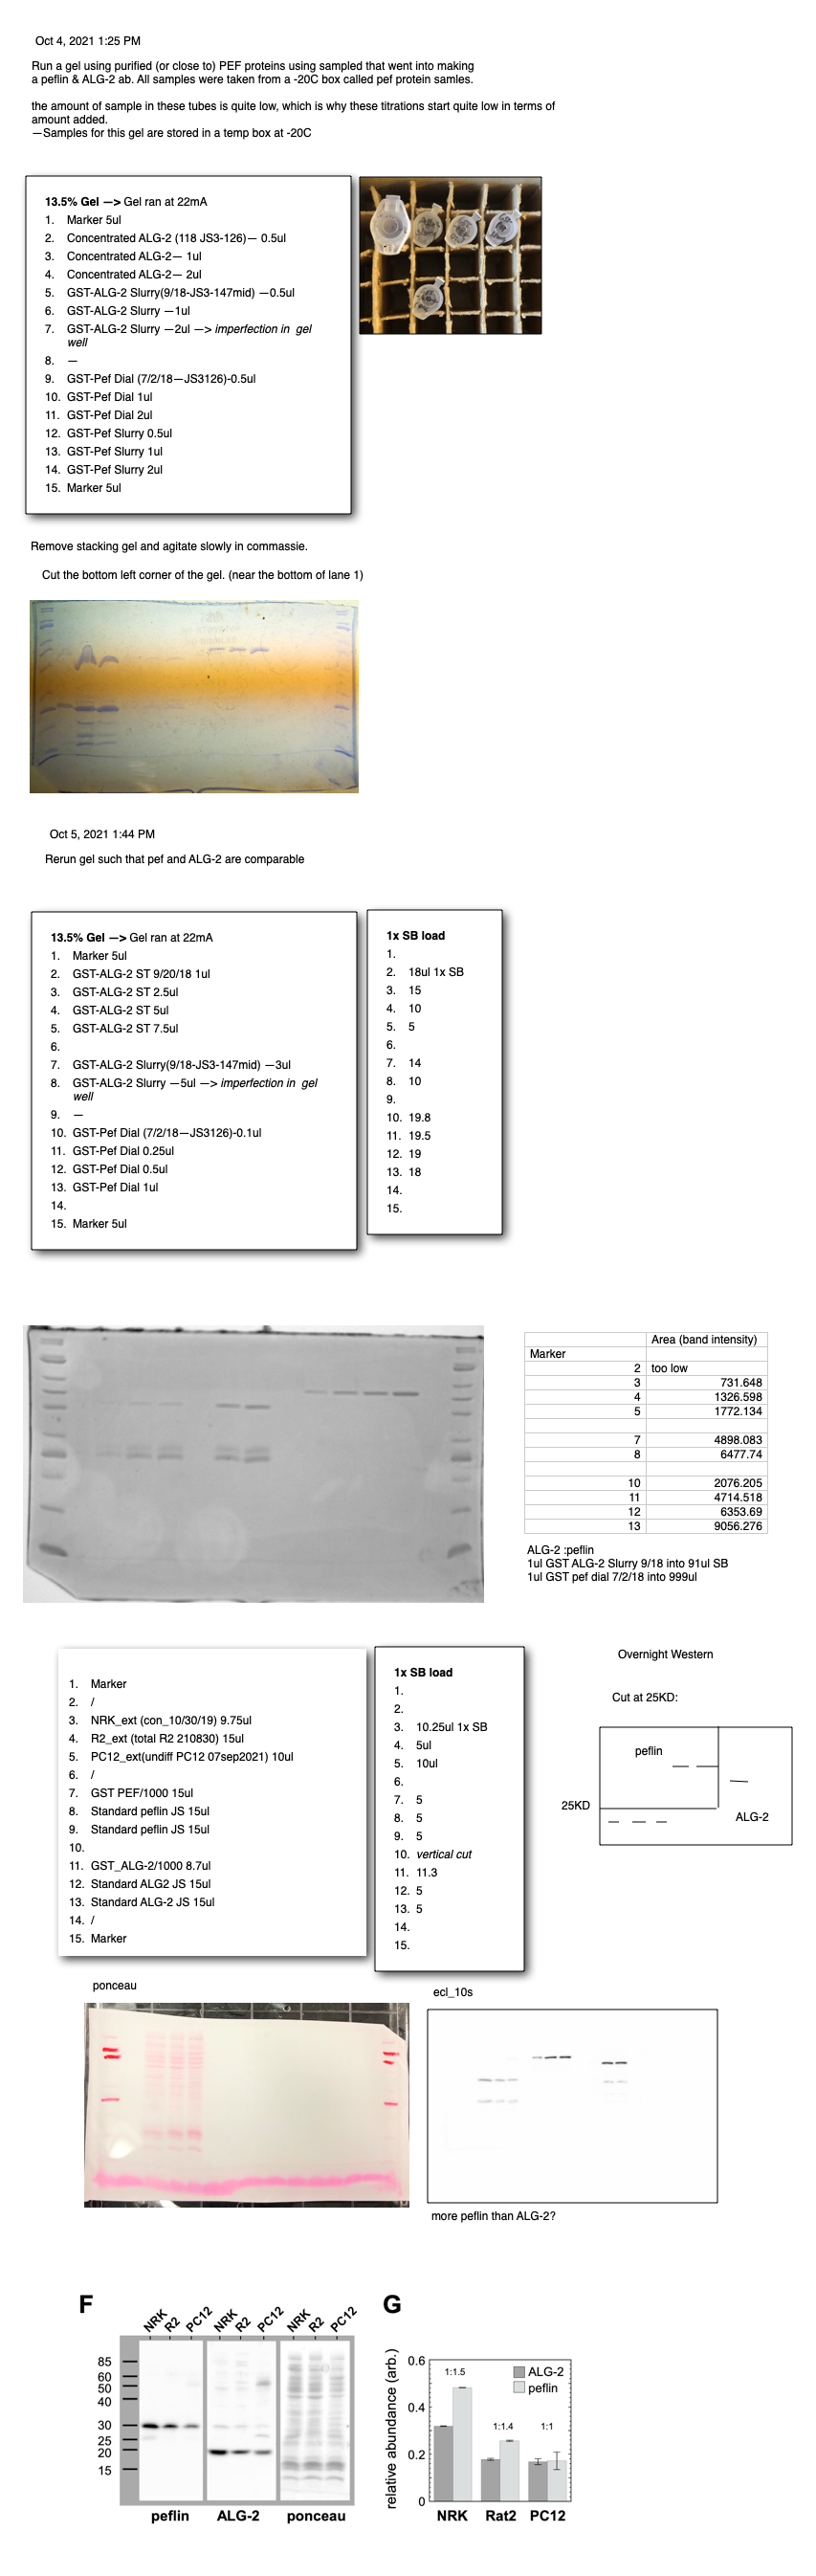 Oct 4, 2021 1:25 PM
Run a gel using purified (or close to) PEF proteins using sampled that went into making
a peflin & ALG-2 ab. All samples were taken from a -20C box called pef protein samles.
the amount of sample in these tubes is quite low, which is why these titrations start quite low in terms of
amount added.
—Samples for this gel are stored in a temp box at -20C
13.5% Gel —> Gel ran at 22mA
1. Marker 5ul
2. Concentrated ALG-2 (118 JS3-126)— 0.5ul
3. Concentrated ALG-2— 1ul
4. Concentrated ALG-2— 2ul
5. GST-ALG-2 Slurry(9/18-JS3-147mid) —0.5ul
6. GST-ALG-2 Slurry —1ul
7. GST-ALG-2 Slurry —2ul —> imperfection in gel
well
8. —
9. GST-Pef Dial (7/2/18—JS3126)-0.5ul
10. GST-Pef Dial 1ul
11. GST-Pef Dial 2ul
12. GST-Pef Slurry 0.5ul
13. GST-Pef Slurry 1ul
14. GST-Pef Slurry 2ul
15. Marker 5ul
Remove stacking gel and agitate slowly in commassie.
Cut the bottom left corner of the gel. (near the bottom of lane 1)
Oct 5, 2021 1:44 PM
Rerun gel such that pef and ALG-2 are comparable
13.5% Gel —> Gel ran at 22mA
1. Marker 5ul
2. GST-ALG-2 ST 9/20/18 1ul
3. GST-ALG-2 ST 2.5ul
4. GST-ALG-2 ST 5ul
5. GST-ALG-2 ST 7.5ul
6.
7. GST-ALG-2 Slurry(9/18-JS3-147mid) —3ul
8. GST-ALG-2 Slurry —5ul —> imperfection in gel
well
9. —
10. GST-Pef Dial (7/2/18—JS3126)-0.1ul
11. GST-Pef Dial 0.25ul
12. GST-Pef Dial 0.5ul
13. GST-Pef Dial 1ul
14.
15. Marker 5ul
1x SB load
1.
2. 18ul 1x SB
3. 15
4. 10
5. 5
6.
7. 14
8. 10
9.
10. 19.8
11. 19.5
12. 19
13. 18
14.
15.
Area (band intensity)
Marker
2 too low
3 731.648
4 1326.598
5 1772.134
7 4898.083
8 6477.74
10 2076.205
11 4714.518
12 6353.69
13 9056.276
ALG-2 :peflin
1ul GST ALG-2 Slurry 9/18 into 91ul SB
1ul GST pef dial 7/2/18 into 999ul
1. Marker
2. /
3. NRK_ext (con_10/30/19) 9.75ul
4. R2_ext (total R2 210830) 15ul
5. PC12_ext(undiff PC12 07sep2021) 10ul
6. /
7. GST PEF/1000 15ul
8. Standard peflin JS 15ul
9. Standard peflin JS 15ul
10.
11. GST_ALG-2/1000 8.7ul
12. Standard ALG2 JS 15ul
13. Standard ALG-2 JS 15ul
14. /
15. Marker
1x SB load
1.
2.
3. 10.25ul 1x SB
4. 5ul
5. 10ul
6.
7. 5
8. 5
9. 5
10. vertical cut
11. 11.3
12. 5
13. 5
14.
15.
Overnight Western
Cut at 25KD:
peflin
25KD
ALG-2
ponceau
ecl_10s
more peflin than ALG-2?
F
NRK R2 PC12 NRK R2 PC12 NRK R2 PC12
85
60
50
40
30
25
20
15
peflin ALG-2 ponceau
G
relative abundance (arb.)
0.6
0.4
0.2
0
ALG-2
peflin
1:1.5
1:1.4
1:1
NRK Rat2 PC12